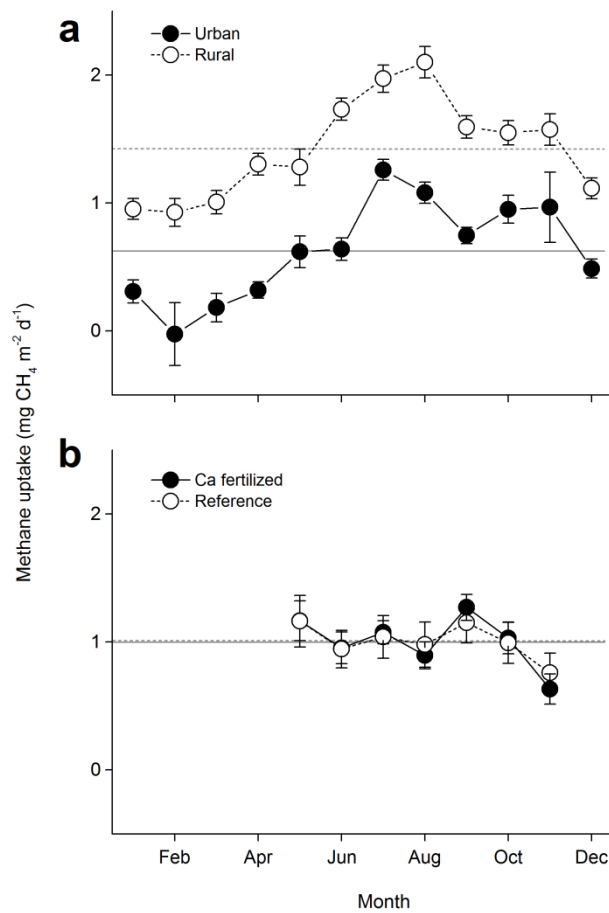 a
Urban
Rural
2
1
0
Methane uptake (mg CH₄ m⁻² d⁻¹)
b
Ca fertilized
Reference
2
1
0
Feb Apr Jun Aug Oct Dec
Month